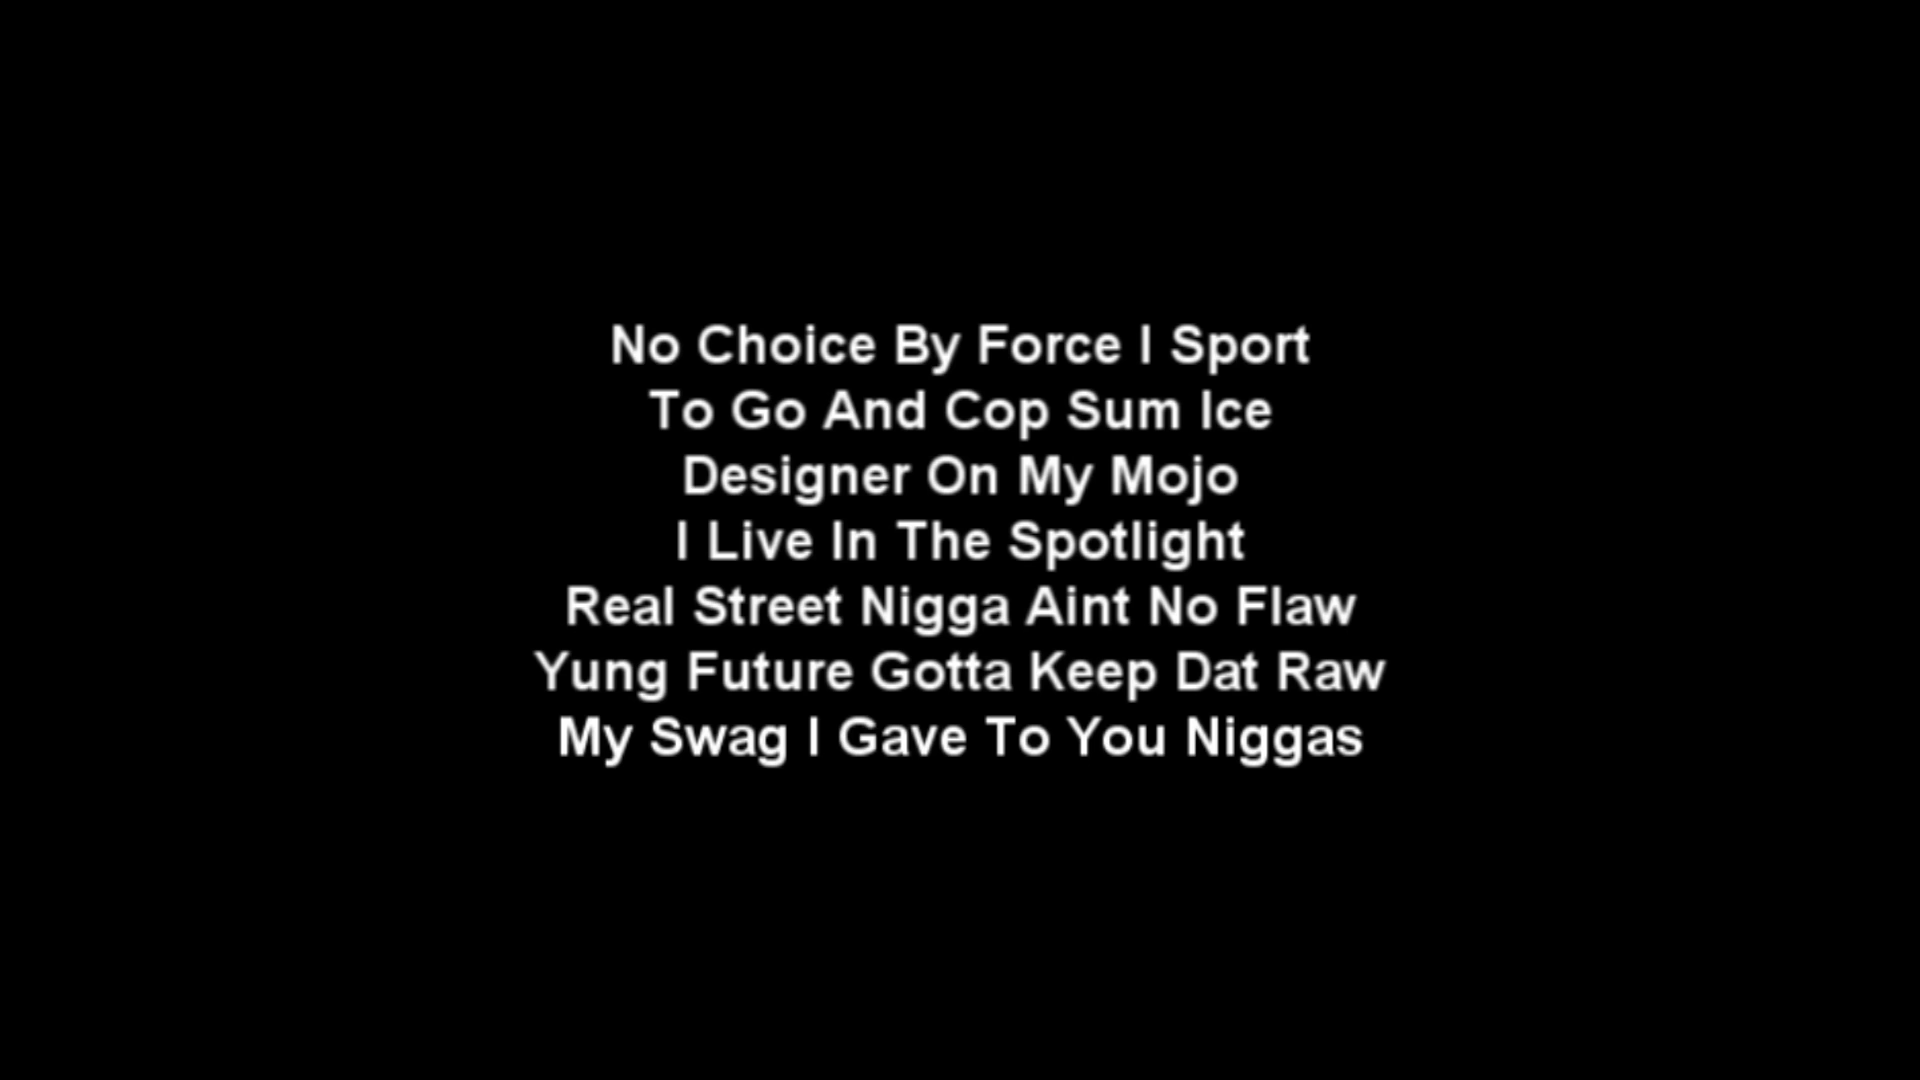 No Choice By Force I Sport
To Go And Cop Sum Ice
Designer On My Mojo
I Live In The Spotlight
Real Street Nigga Aint No Flaw
Yung Future Gotta Keep Dat Raw
My Swag I Gave To You Niggas